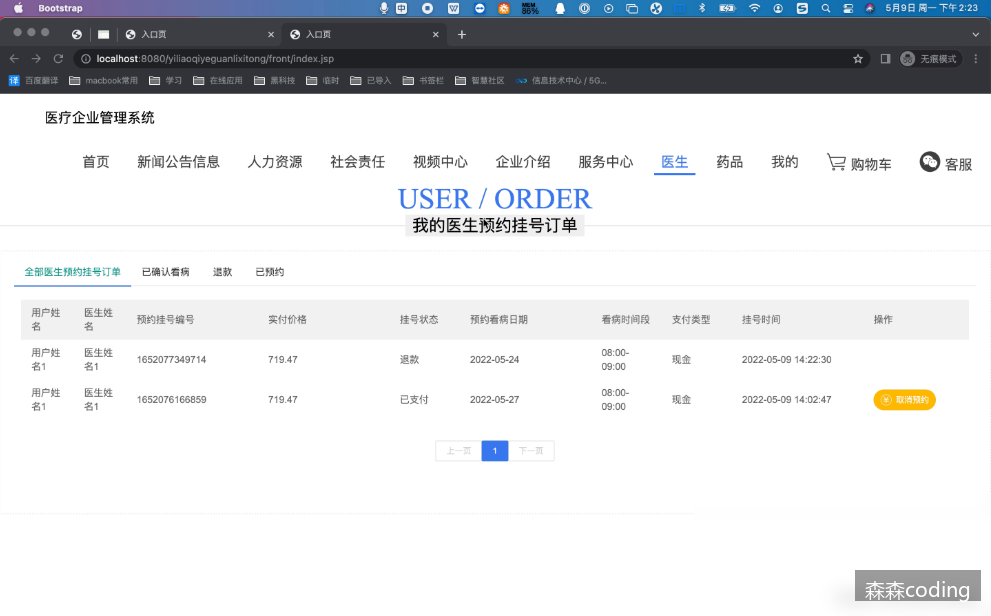 Bootstrap
中
W
MEM
86%
S
5月9日 周一 下午2:23
入口页
入口页
localhost:8080/yiliaoqiyeguanlixitong/front/index.jsp
无痕模式
译 百度翻译 macbook常用 学习 在线应用 黑科技 临时 已导入 书签栏 智慧社区 信息技术中心 / 5G...
医疗企业管理系统
首页 新闻公告信息 人力资源 社会责任 视频中心 企业介绍 服务中心 医生 药品 我的 购物车 客服
USER / ORDER
我的医生预约挂号订单
全部医生预约挂号订单 已确认看病 退款 已预约
用户姓名 医生姓名 预约挂号编号 实付价格 挂号状态 预约看病日期 看病时间段 支付类型 挂号时间 操作
用户姓名1 医生姓名1 1652077349714 719.47 退款 2022-05-24 08:00-09:00 现金 2022-05-09 14:22:30
用户姓名1 医生姓名1 1652076166859 719.47 已支付 2022-05-27 08:00-09:00 现金 2022-05-09 14:02:47 取消预约
上一页 1 下一页
森森coding